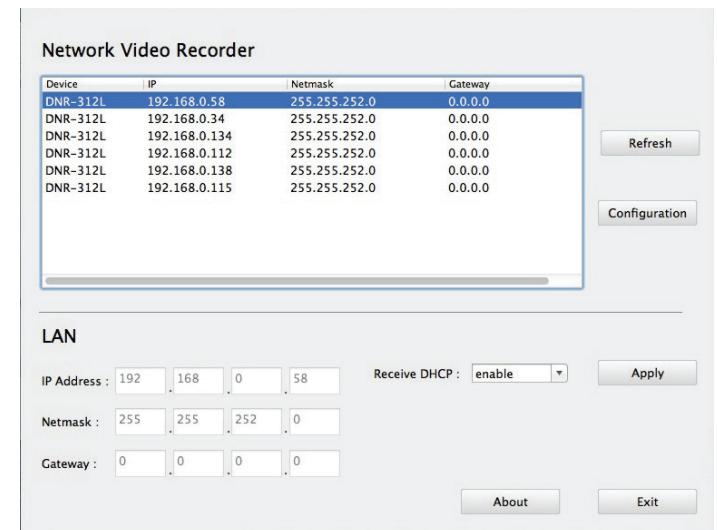 Network Video Recorder
Device IP Netmask Gateway
DNR-312L 192.168.0.58 255.255.252.0 0.0.0.0
DNR-312L 192.168.0.34 255.255.252.0 0.0.0.0
DNR-312L 192.168.0.134 255.255.252.0 0.0.0.0
DNR-312L 192.168.0.112 255.255.252.0 0.0.0.0
DNR-312L 192.168.0.138 255.255.252.0 0.0.0.0
DNR-312L 192.168.0.115 255.255.252.0 0.0.0.0
Refresh
Configuration
LAN
IP Address : 192 . 168 . 0 . 58 Receive DHCP : enable Apply
Netmask : 255 . 255 . 252 . 0
Gateway : 0 . 0 . 0 . 0
About Exit